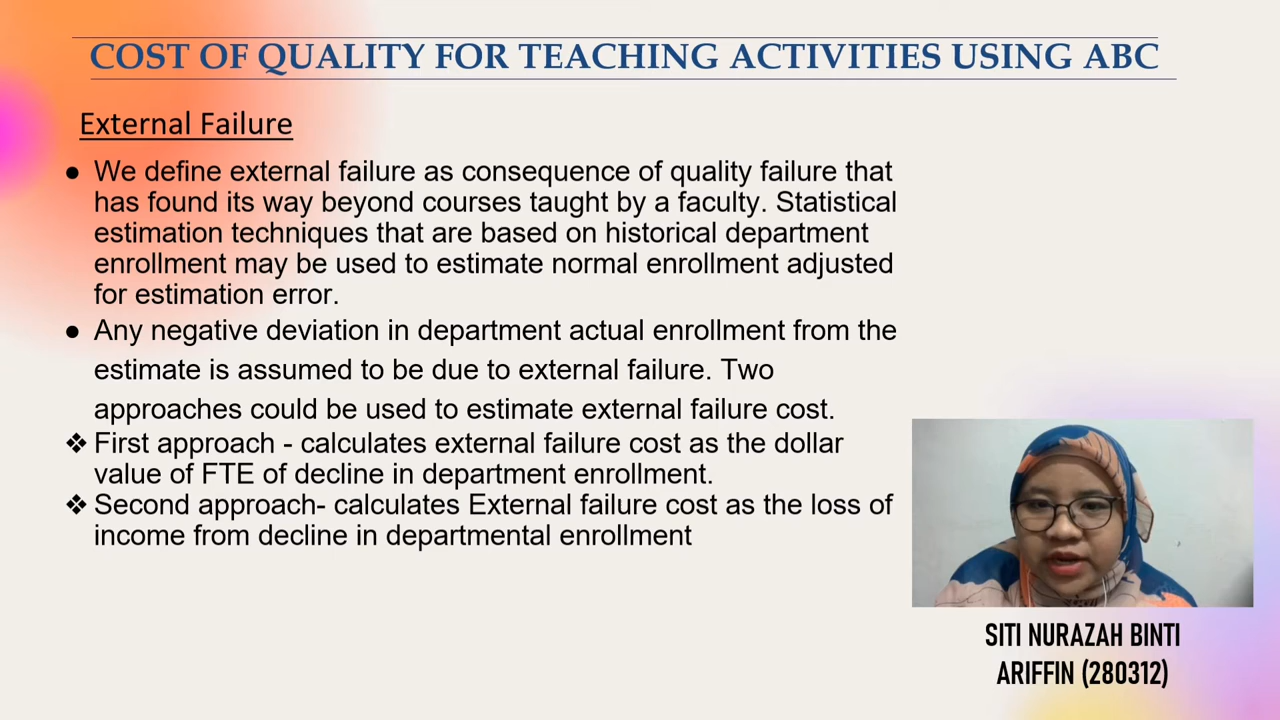 COST OF QUALITY FOR TEACHING ACTIVITIES USING ABC
External Failure
● We define external failure as consequence of quality failure that
has found its way beyond courses taught by a faculty. Statistical
estimation techniques that are based on historical department
enrollment may be used to estimate normal enrollment adjusted
for estimation error.
● Any negative deviation in department actual enrollment from the
estimate is assumed to be due to external failure. Two
approaches could be used to estimate external failure cost.
❖ First approach - calculates external failure cost as the dollar
value of FTE of decline in department enrollment.
❖ Second approach- calculates External failure cost as the loss of
income from decline in departmental enrollment
SITI NURAZAH BINTI
ARIFFIN (280312)